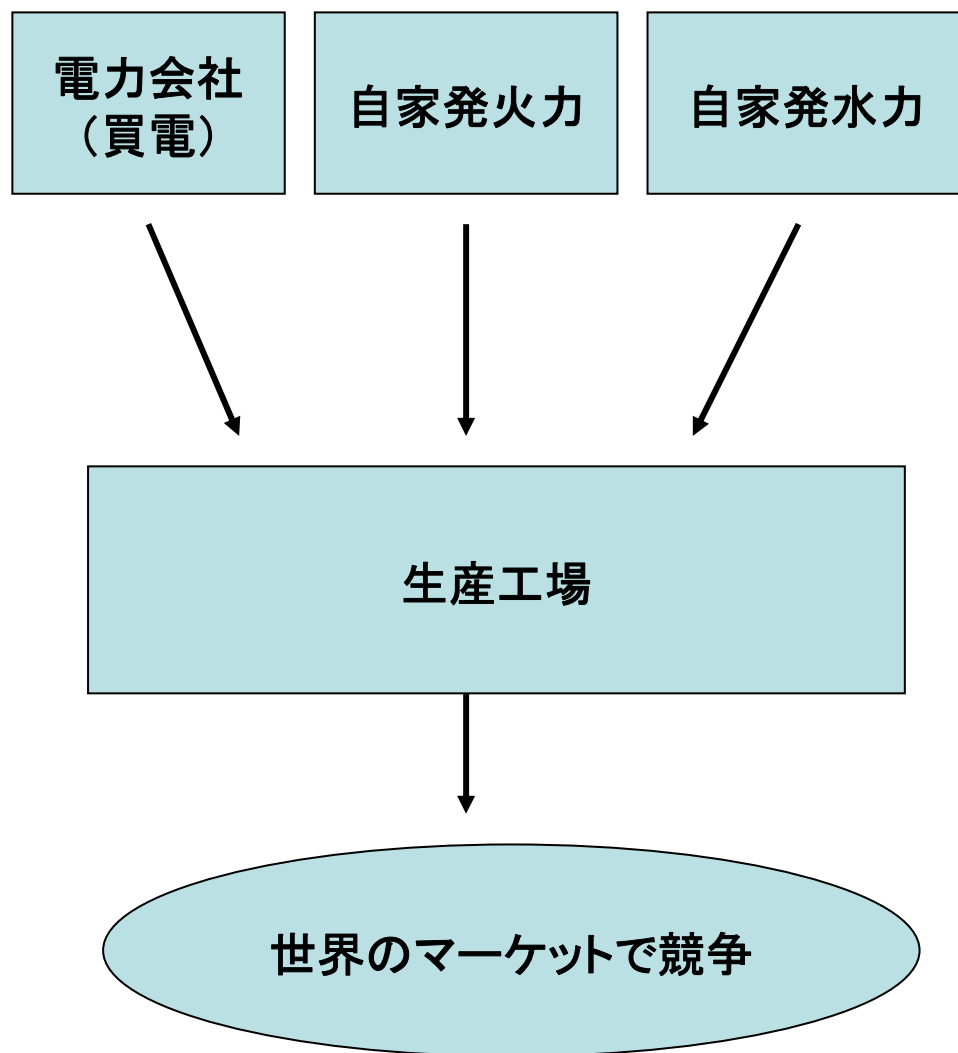 電力会社
（買電）
自家発火力
自家発水力
生産工場
世界のマーケットで競争